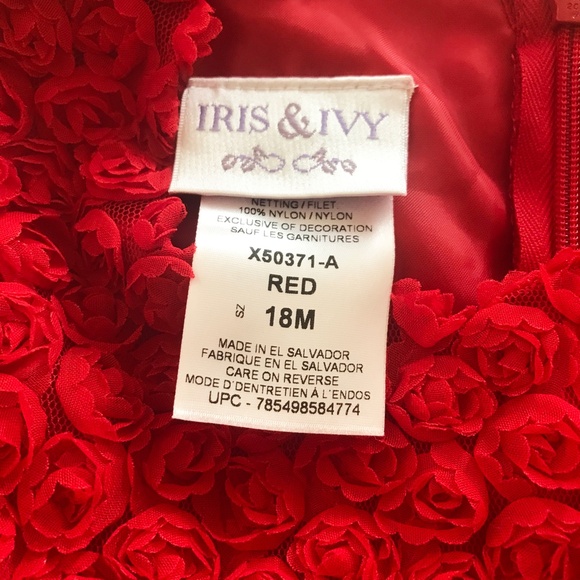 IRIS & IVY
NETTING / FILET
100% NYLON / NYLON
EXCLUSIVE OF DECORATION
SAUF LES GARNITURES
X50371-A
RED
SZ 18M
MADE IN EL SALVADOR
FABRIQUE EN EL SALVADOR
CARE ON REVERSE
MODE D'DENTRETIEN À L'ENDOS
UPC - 785498584774